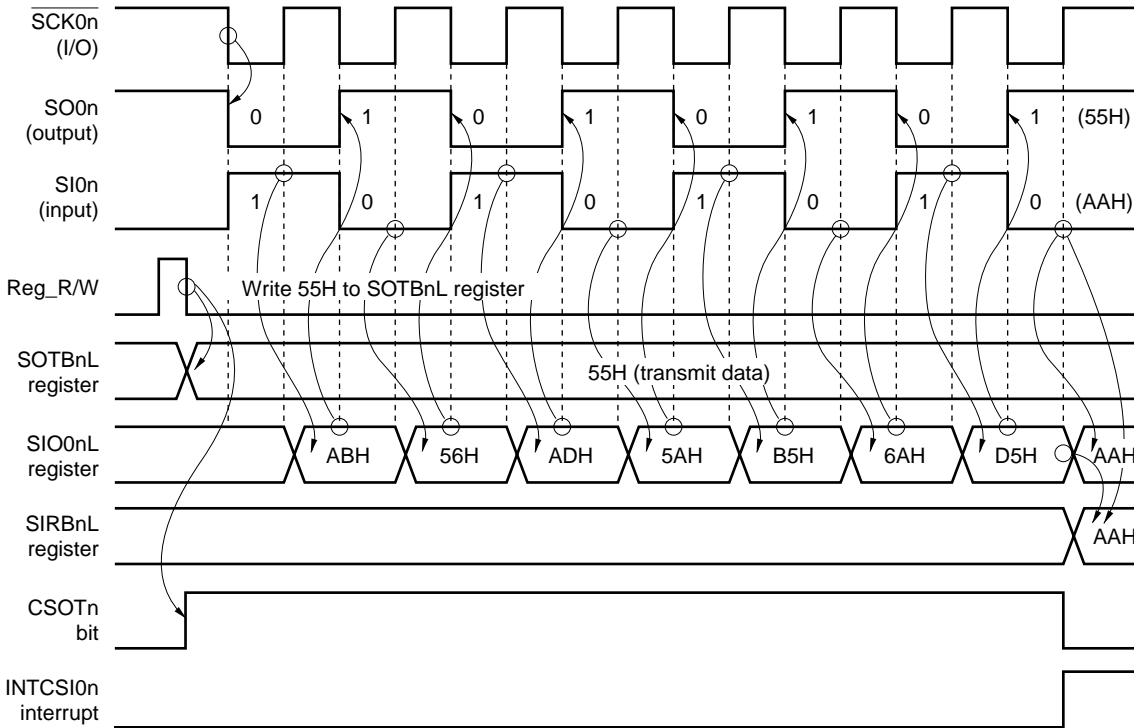 SCK0n
(I/O)
SO0n
(output)
0 1 0 1 0 1 0 1 (55H)
SI0n
(input)
1 0 1 0 1 0 1 0 (AAH)
Reg_R/W
Write 55H to SOTBnL register
SOTBnL
register
55H (transmit data)
SIO0nL
register
ABH 56H ADH 5AH B5H 6AH D5H AAH
SIRBnL
register
AAH
CSOTn
bit
INTCSI0n
interrupt